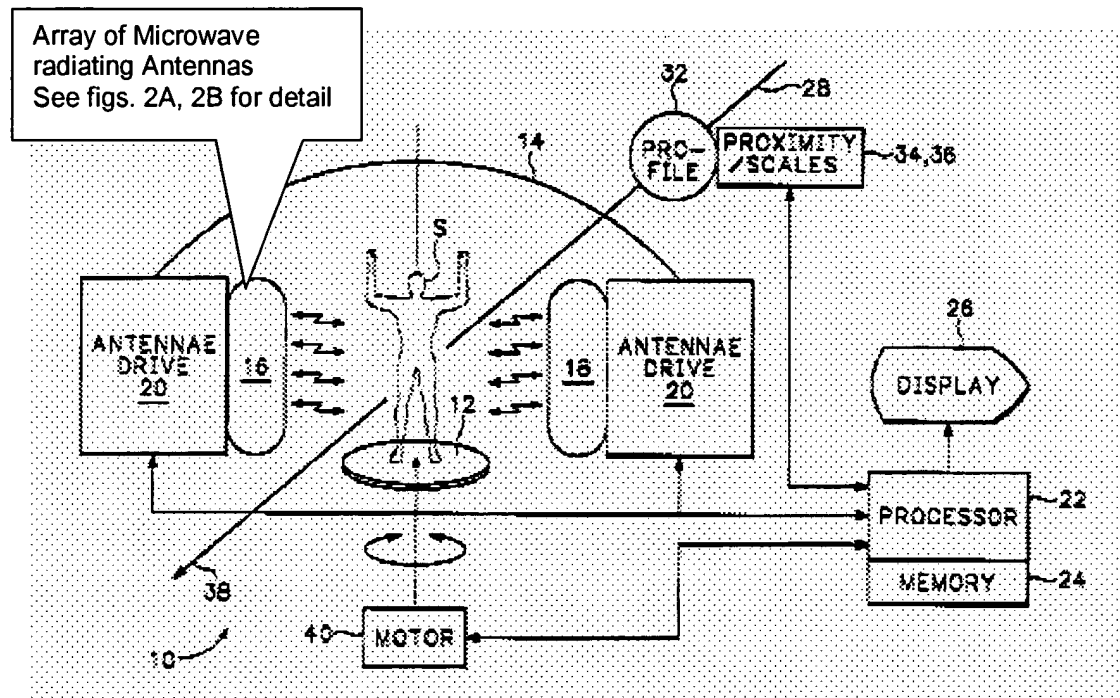 Array of Microwave
radiating Antennas
See figs. 2A, 2B for detail
32
28
14
PRO-
FILE
PROXIMITY
/SCALES
34,36
S
ANTENNAE
DRIVE
20
16
18
ANTENNAE
DRIVE
20
26
DISPLAY
12
PROCESSOR
22
MEMORY
24
38
40
MOTOR
10